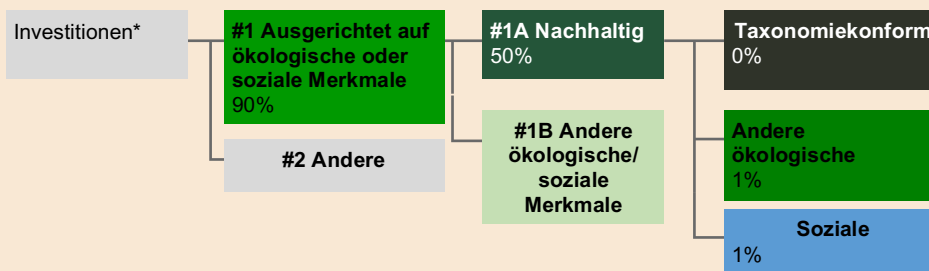 Investitionen*
#1 Ausgerichtet auf
ökologische oder
soziale Merkmale
90%
#2 Andere
#1A Nachhaltig
50%
#1B Andere
ökologische/
soziale
Merkmale
Taxonomiekonform
0%
Andere
ökologische
1%
Soziale
1%